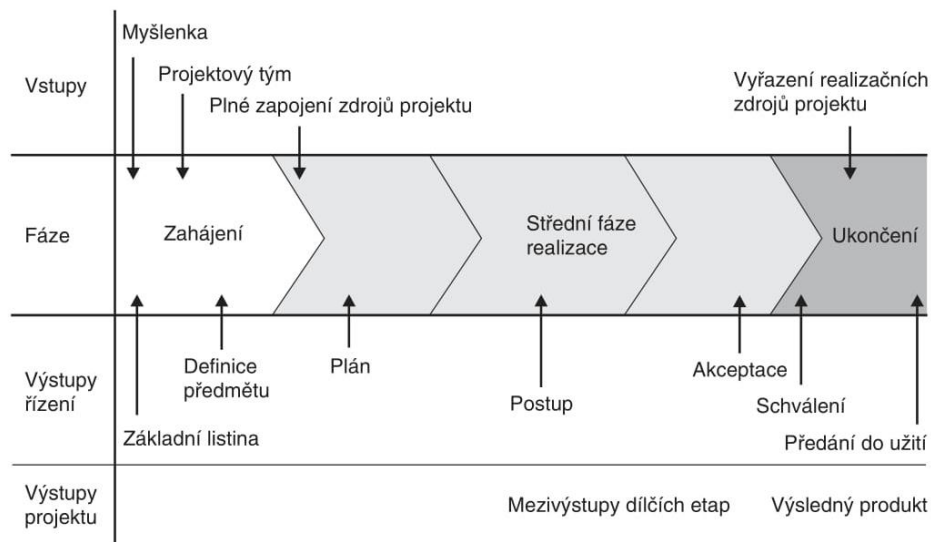 Myšlenka
Projektový tým
Vstupy
Plné zapojení zdrojů projektu
Vyřazení realizačních
zdrojů projektu
Fáze
Zahájení
Střední fáze
realizace
Ukončení
Výstupy
řízení
Definice
předmětu
Plán
Akceptace
Postup
Schválení
Základní listina
Předání do užití
Výstupy
projektu
Mezivýstupy dílčích etap
Výsledný produkt